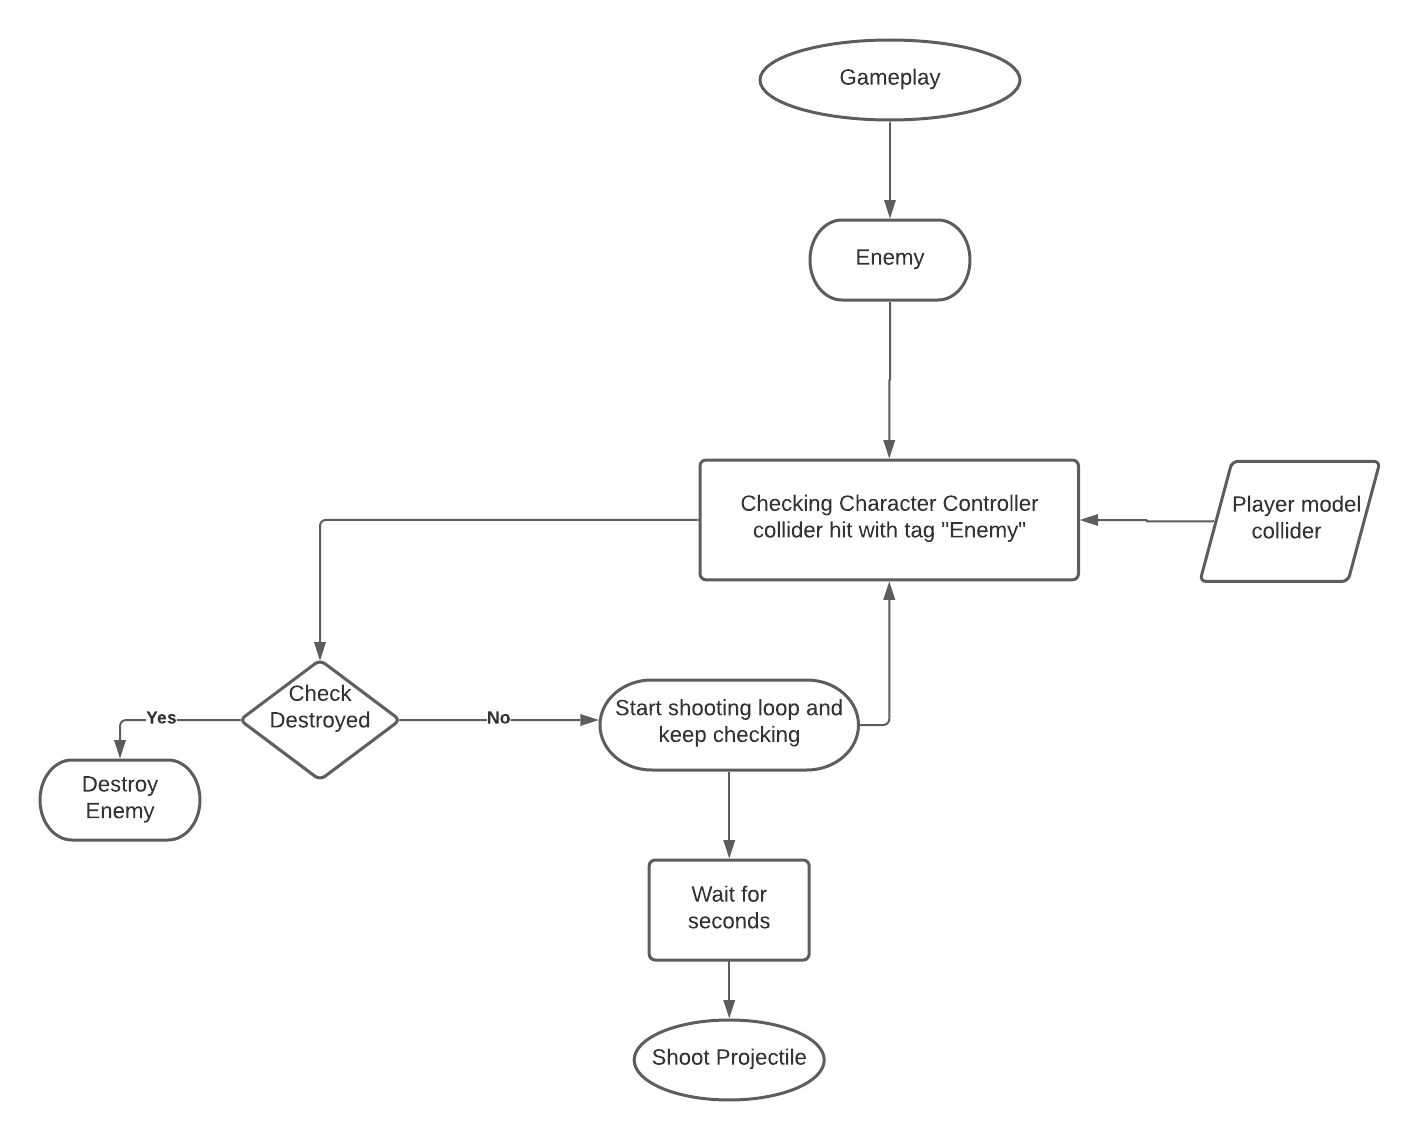 Gameplay
Enemy
Checking Character Controller
collider hit with tag "Enemy"
Player model
collider
Check
Destroyed
Yes
No
Start shooting loop and
keep checking
Destroy
Enemy
Wait for
seconds
Shoot Projectile